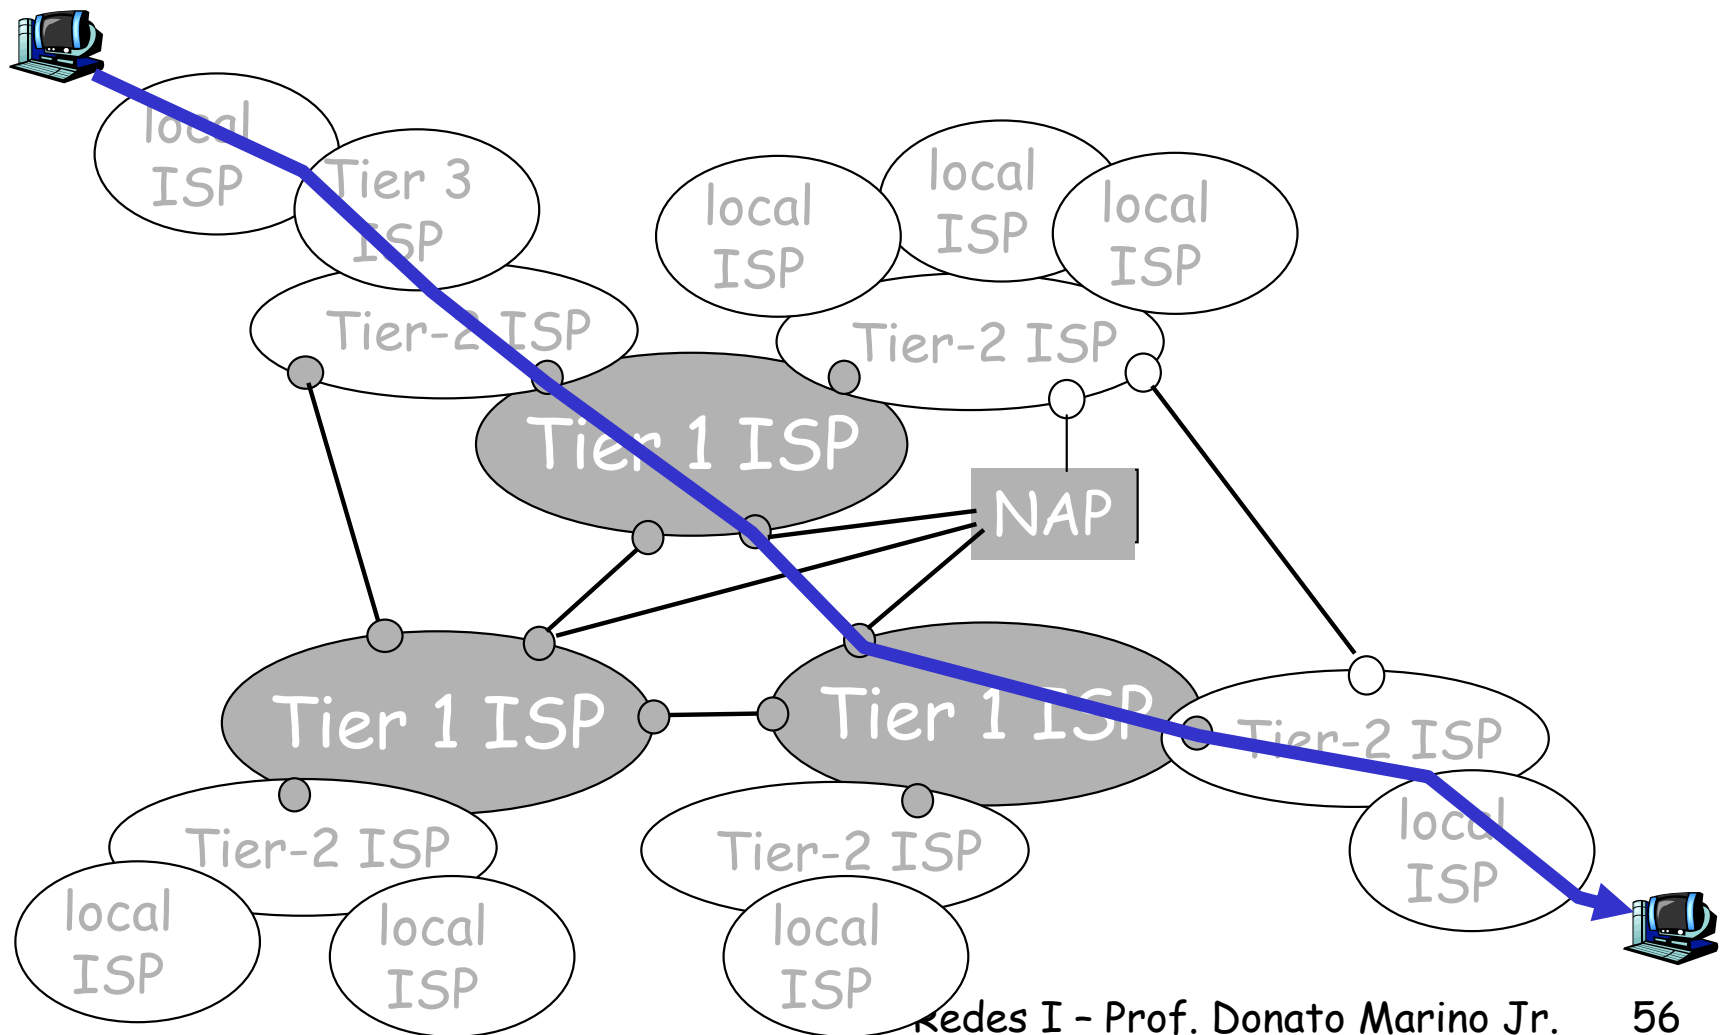 local
ISP
Tier 3
ISP
local
ISP
local
ISP
local
ISP
Tier-2 ISP
Tier-2 ISP
Tier 1 ISP
NAP
Tier 1 ISP
Tier 1 ISP
Tier-2 ISP
local
ISP
Tier-2 ISP
Tier-2 ISP
local
ISP
local
ISP
local
ISP
Redes I – Prof. Donato Marino Jr. 56